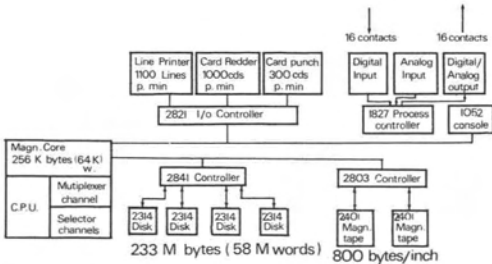 16 contacts
16 contacts
Line Printer
1100 Lines
p. min
Card Redder
1000cds
p. min
Card punch
300 cds
p. min
Digital
Input
Analog
Input
Digital/
Analog
output
2821 I/o Controller
1827 Process
controller
1052
console
Magn. Core
256 K bytes (64 K)
w.
C.P.U.
Mutiplexer
channel
Selector
channels
2841 Controller
2803 Controller
2314
Disk
2314
Disk
2314
Disk
2314
Disk
2401
Magn.
tape
2401
Magn.
tape
233 M bytes (58 M words)
800 bytes/inch